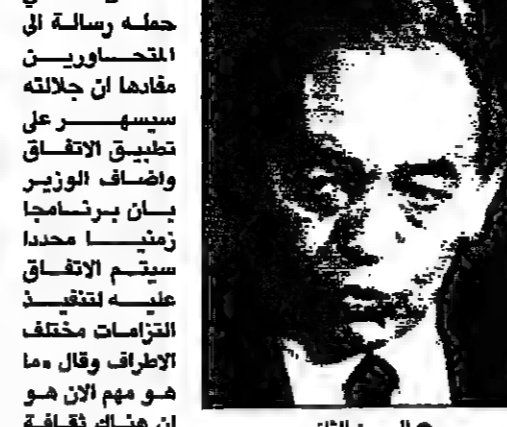 حمله رسالة الى
المتحاورين
مفادها ان جلالته
سيسهر على
تطبيق الاتفاق
واضاف الوزير
بان برنامجا
زمنيا محددا
سيتم الاتفاق
عليه لتنفيذ
التزامات مختلف
الاطراف وقال «ما
هو مهم الان هو
ان هناك ثقافة